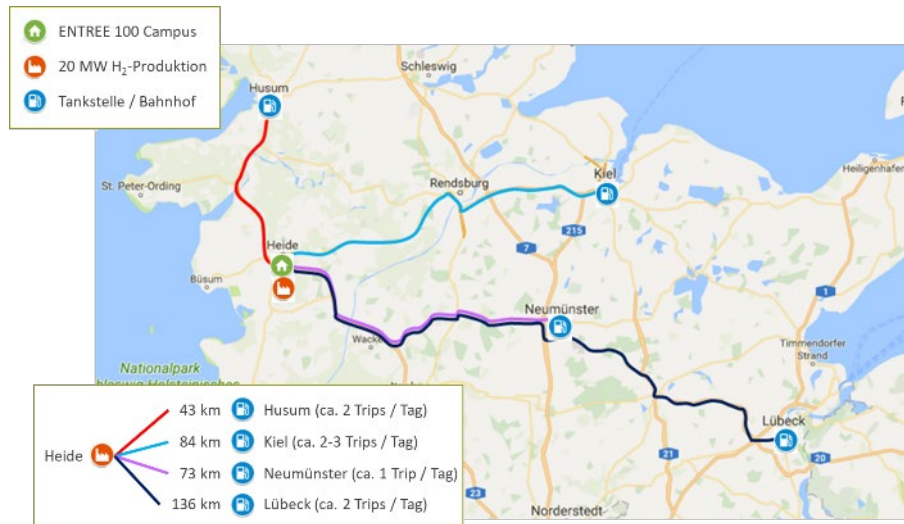 ENTREE 100 Campus
20 MW H₂-Produktion
Tankstelle / Bahnhof
Schleswig
Husum
St. Peter-Ording
Rendsburg
Kiel
Heiligenhafen
Heide
215
7
Büsum
1
Neumünster
Wacke
Timmendorfer
Strand
Nationalpark
hleswig-Holsteinisches
Lübeck
21
20
23
Norderstedt
Heide
43 km Husum (ca. 2 Trips / Tag)
84 km Kiel (ca. 2-3 Trips / Tag)
73 km Neumünster (ca. 1 Trip / Tag)
136 km Lübeck (ca. 2 Trips / Tag)